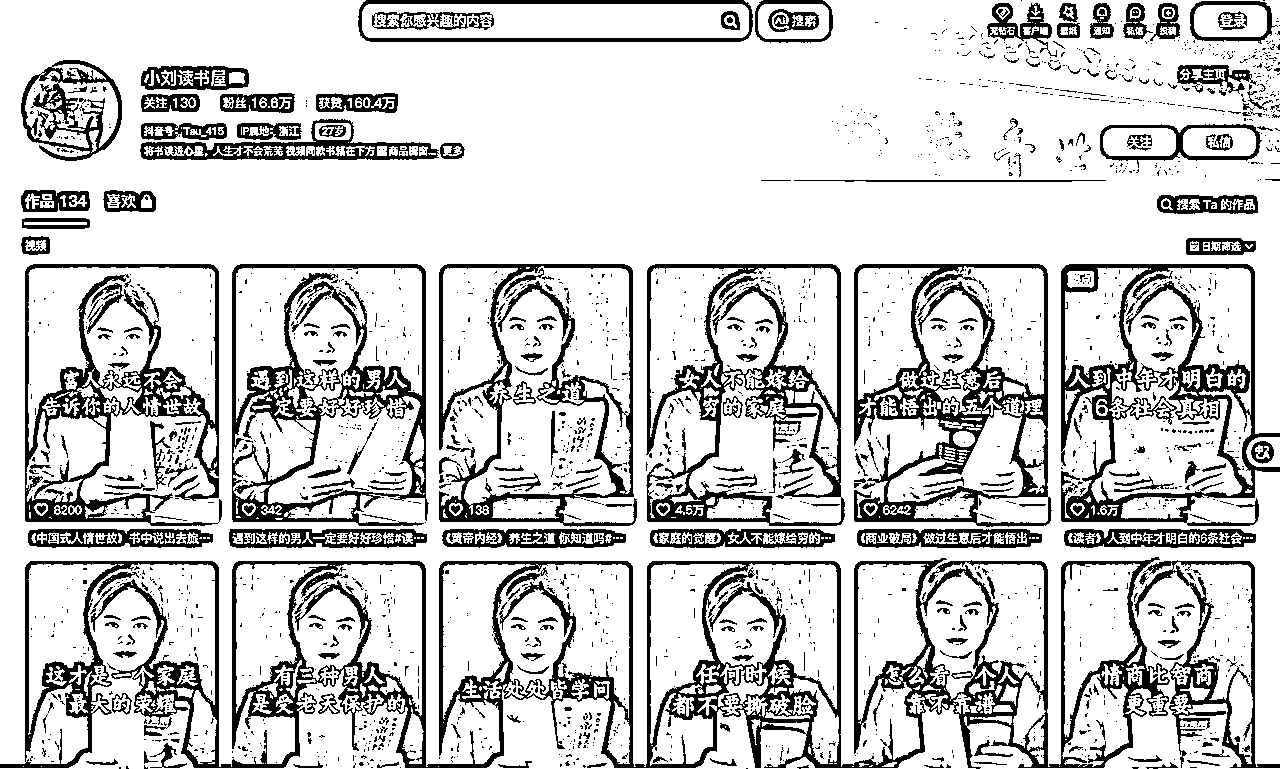 搜索你感兴趣的内容
搜索
充钻石 客户端 壁纸 通知 私信 投稿
登录
小刘读书屋
分享主页 ...
关注 130 粉丝 16.6万 获赞 160.4万
抖音号：Tau_415 IP属地：浙江 27岁
将书读进心里，人生才不会荒芜 视频同款书籍在下方 商品橱窗... 更多
关注 私信
作品 134 喜欢
搜索 Ta 的作品
视频
日期筛选
富人永远不会
告诉你的人情世故
8200
遇到这样的男人
一定要好好珍惜
342
养生之道
138
女人不能嫁给
穷的家庭
4.5万
做过生意后
才能悟出的五个道理
6242
人到中年才明白的
6条社会真相
1.6万
《中国式人情世故》书中说出去旅...
遇到这样的男人一定要好好珍惜#读...
《黄帝内经》养生之道 你知道吗#...
《家庭的觉醒》女人不能嫁给穷的...
《商业破局》做过生意后才能悟出...
《读者》人到中年才明白的6条社会...
这才是一个家庭
最大的荣耀
有三种男人
是受老天保护的
生活处处皆学问
任何时候
都不要撕破脸
怎么看一个人
靠不靠谱
情商比智商
更重要